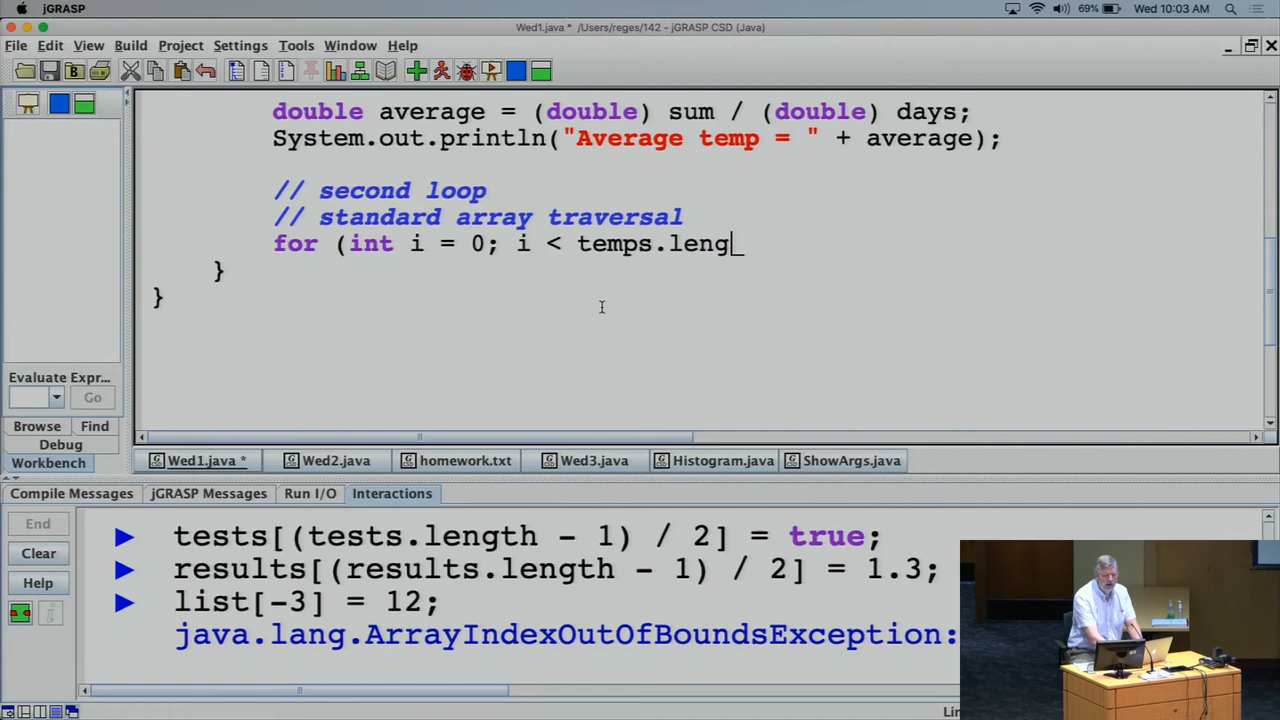 jGRASP
69% Wed 10:03 AM
Wed1.java * /Users/reges/142 - jGRASP CSD (Java)
File Edit View Build Project Settings Tools Window Help
B
double average = (double) sum / (double) days;
System.out.println("Average temp = " + average);
// second loop
// standard array traversal
for (int i = 0; i < temps.leng_
}
}
Evaluate Expr...
Go
Browse Find
Debug
Workbench
Wed1.java * Wed2.java homework.txt Wed3.java Histogram.java ShowArgs.java
Compile Messages jGRASP Messages Run I/O Interactions
End
Clear
Help
tests[(tests.length - 1) / 2] = true;
results[(results.length - 1) / 2] = 1.3;
list[-3] = 12;
java.lang.ArrayIndexOutOfBoundsException: